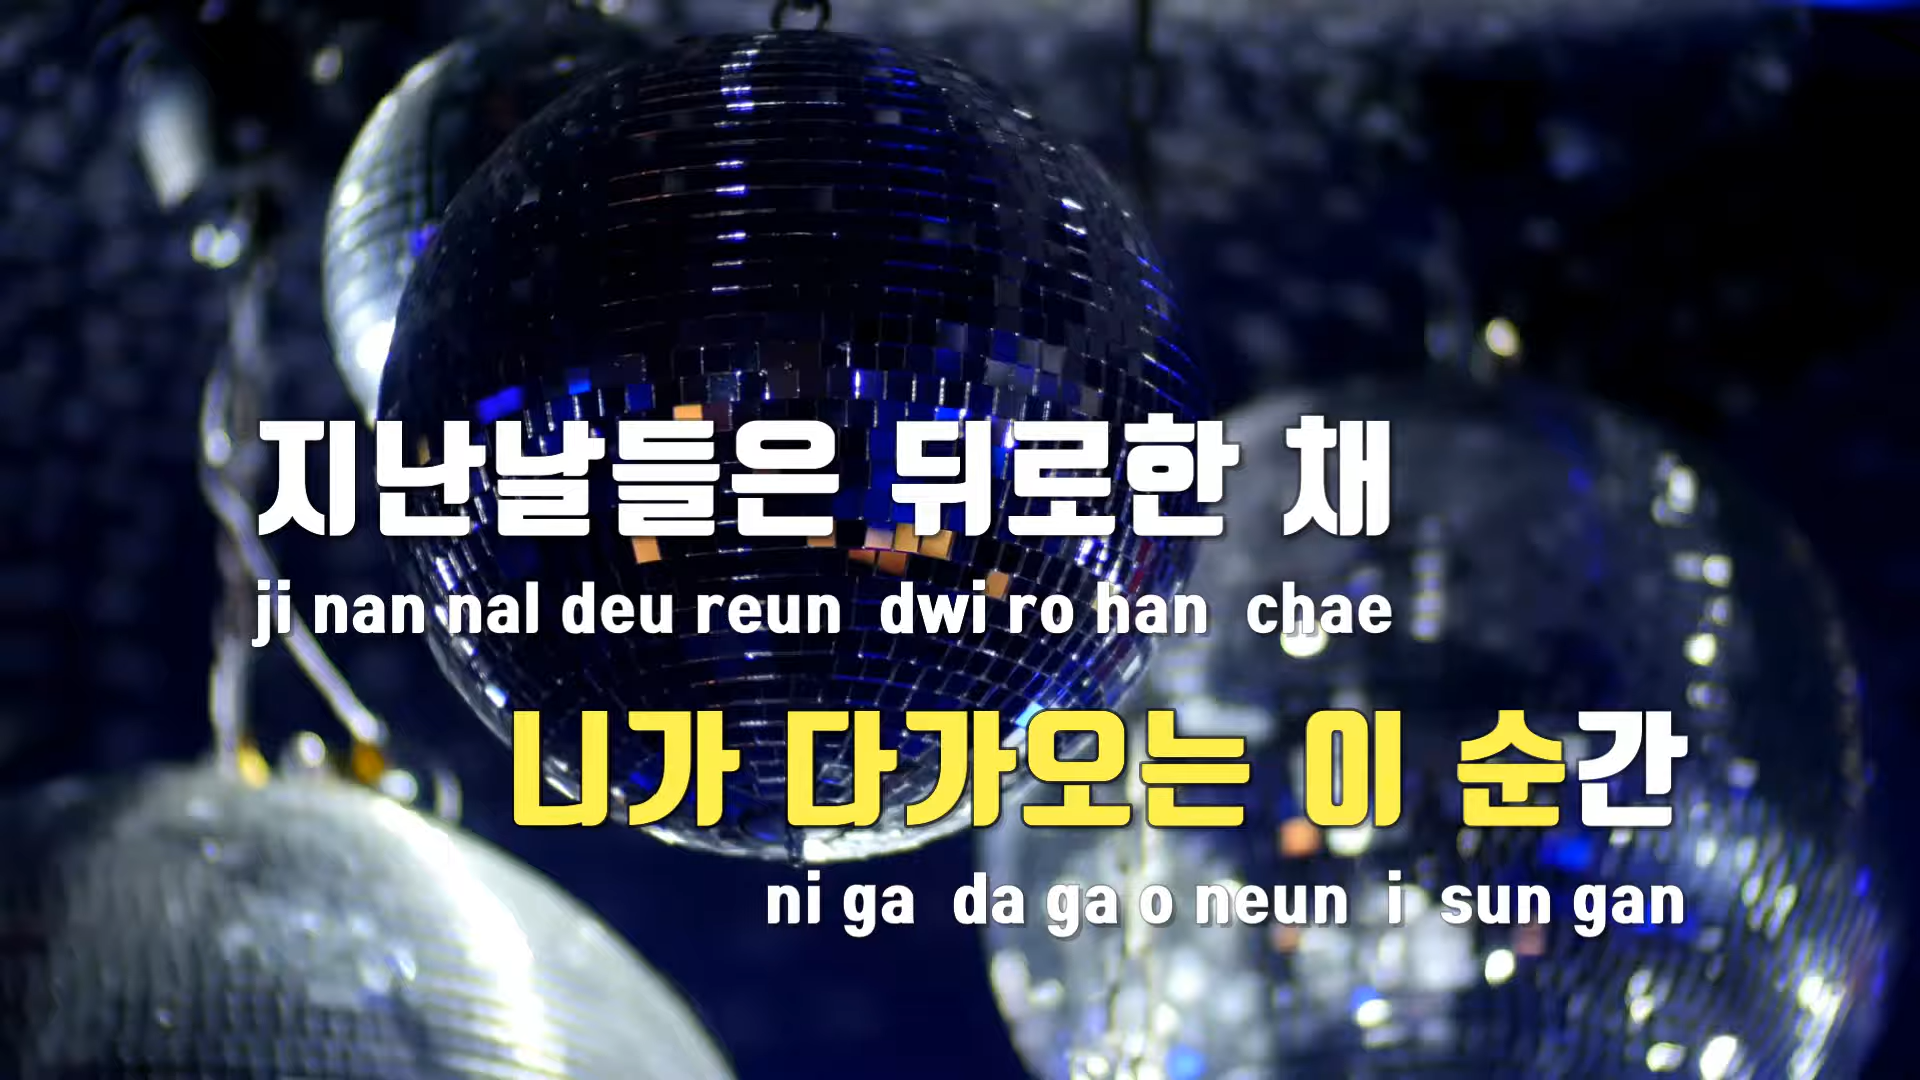 지난날들은 뒤로한 채
ji nan nal deu reun dwi ro han chae
니가 다가오는 이 순간
ni ga da ga o neun i sun gan